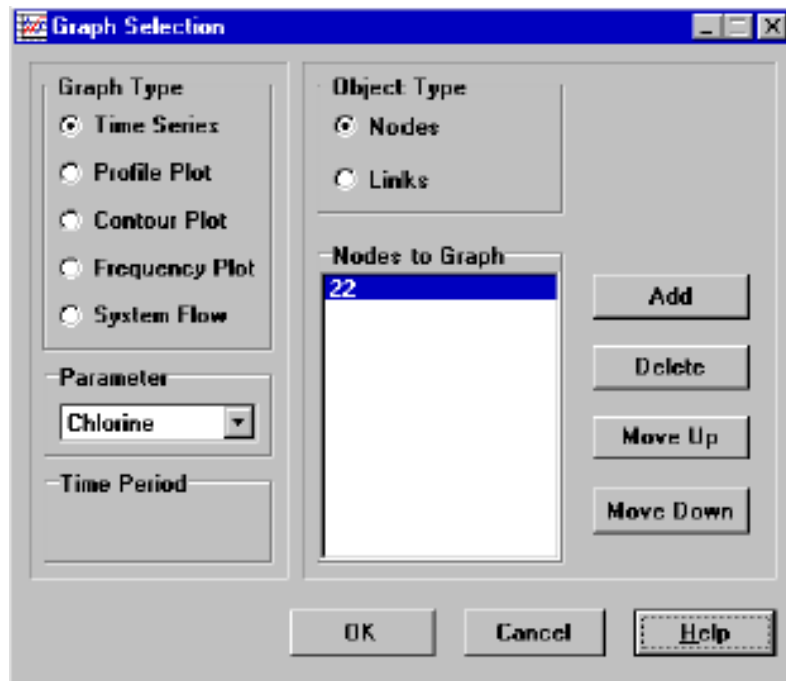 Graph Selection
Graph Type
Time Series
Profile Plot
Contour Plot
Frequency Plot
System Flow
Parameter
Chlorine
Time Period
Object Type
Nodes
Links
Nodes to Graph
22
Add
Delete
Move Up
Move Down
OK
Cancel
Help